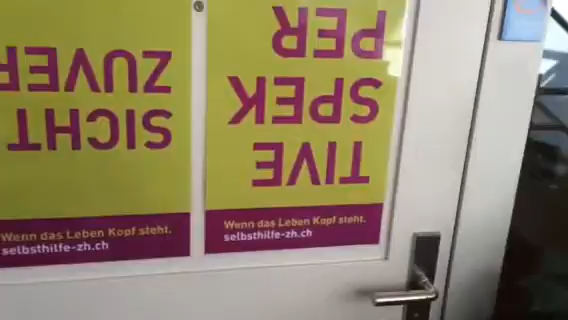 ZUVER
SICHT
Wenn das Leben Kopf steht.
selbsthilfe-zh.ch
PER
SPEK
TIVE
Wenn das Leben Kopf steht.
selbsthilfe-zh.ch